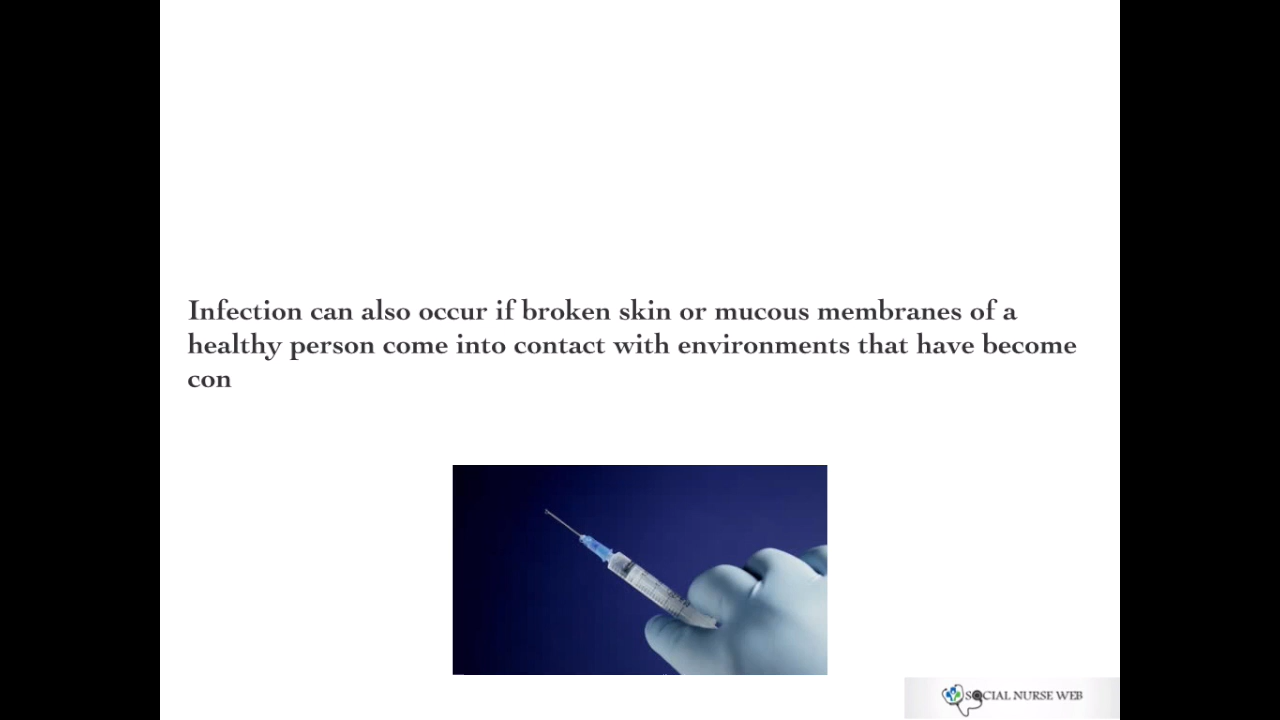 Infection can also occur if broken skin or mucous membranes of a
healthy person come into contact with environments that have become
con
SOCIAL NURSE WEB